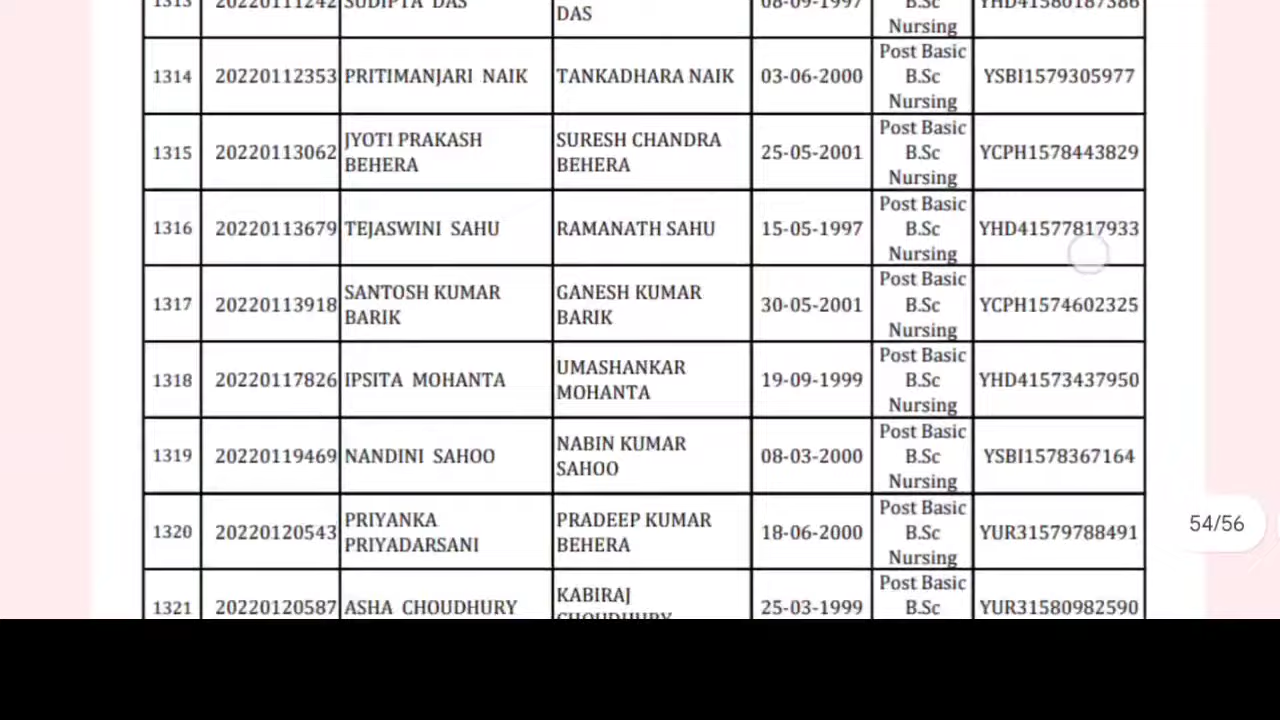 1313 20220111242 SUDIPTA DAS DAS 08-09-1997 B.Sc Nursing YHD41580187386
1314 20220112353 PRITIMANJARI NAIK TANKADHARA NAIK 03-06-2000 Post Basic B.Sc Nursing YSBI1579305977
1315 20220113062 JYOTI PRAKASH BEHERA SURESH CHANDRA BEHERA 25-05-2001 Post Basic B.Sc Nursing YCPH1578443829
1316 20220113679 TEJASWINI SAHU RAMANATH SAHU 15-05-1997 Post Basic B.Sc Nursing YHD41577817933
1317 20220113918 SANTOSH KUMAR BARIK GANESH KUMAR BARIK 30-05-2001 Post Basic B.Sc Nursing YCPH1574602325
1318 20220117826 IPSITA MOHANTA UMASHANKAR MOHANTA 19-09-1999 Post Basic B.Sc Nursing YHD41573437950
1319 20220119469 NANDINI SAHOO NABIN KUMAR SAHOO 08-03-2000 Post Basic B.Sc Nursing YSBI1578367164
1320 20220120543 PRIYANKA PRIYADARSANI PRADEEP KUMAR BEHERA 18-06-2000 Post Basic B.Sc Nursing YUR31579788491
54/56
1321 20220120587 ASHA CHOUDHURY KABIRAJ CHOUDHURY 25-03-1999 Post Basic B.Sc YUR31580982590